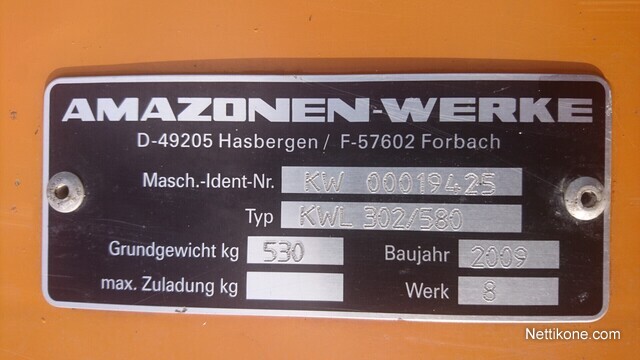 AMAZONEN-WERKE
D-49205 Hasbergen / F-57602 Forbach
Masch.-Ident-Nr. KW 00019425
Typ KWL 302/580
Grundgewicht kg 530 Baujahr 2009
max. Zuladung kg Werk 8
Nettikone.com